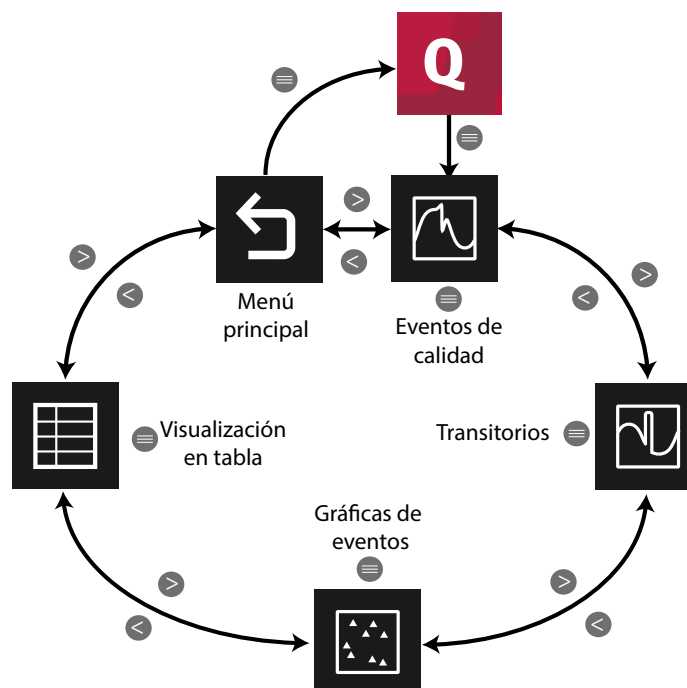 Q
>
<
Menú
principal
Eventos de
calidad
>
<
>
<
Visualización
en tabla
Transitorios
Gráficas de
eventos
>
<
>
<